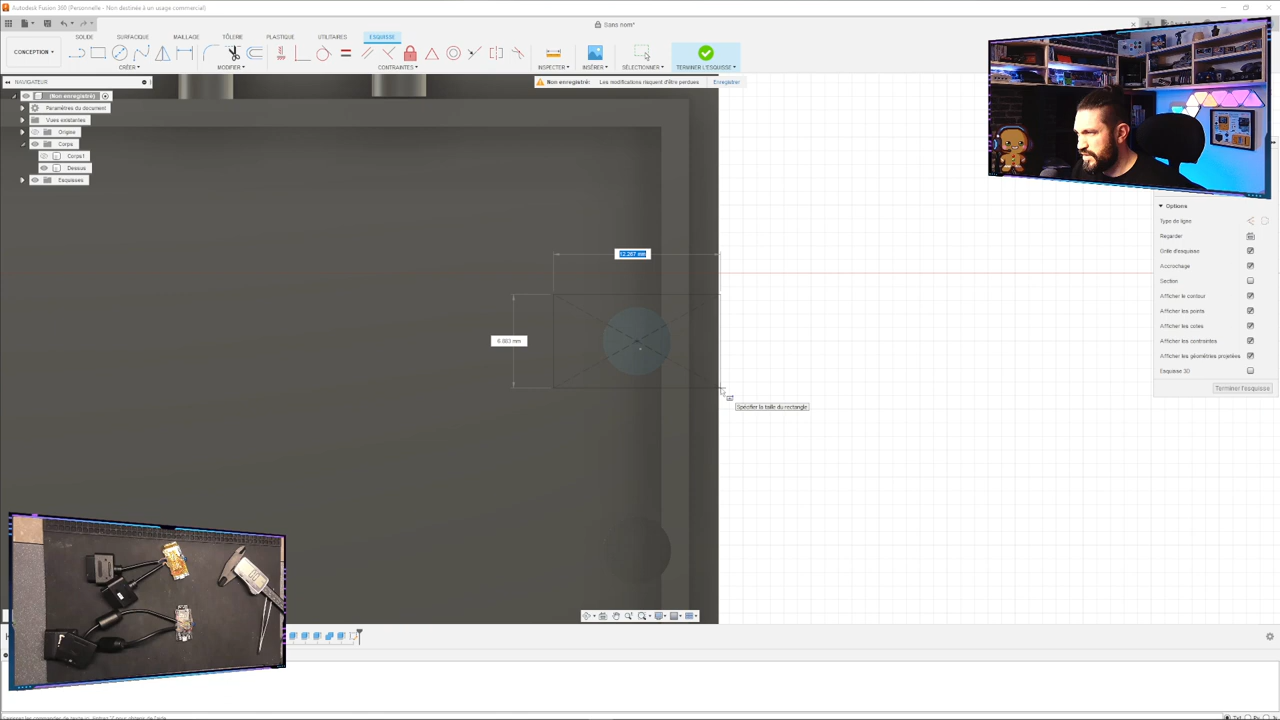 Autodesk Fusion 360 (Personnelle - Non destinée à un usage commercial)
Sans nom*
CONCEPTION
SOLIDE
SURFACIQUE
MAILLAGE
TÔLERIE
PLASTIQUE
UTILITAIRES
ESQUISSE
CRÉER
MODIFIER
CONTRAINTES
INSPECTER
INSÉRER
SÉLECTIONNER
TERMINER L'ESQUISSE
NAVIGATEUR
Non enregistré:
Les modifications risquent d'être perdues
Enregistrer
(Non enregistré)
Paramètres du document
Vues existantes
Origine
Corps
Corps1
Dessus
Esquisses
12.267 mm
Spécifier la taille du rectangle
Options
Type de ligne
Regarder
Grille d'esquisse
Accrochage
Section
Afficher le contour
Afficher les points
Afficher les cotes
Afficher les contraintes
Afficher les géométries projetées
Esquisse 3D
Terminer l'esquisse